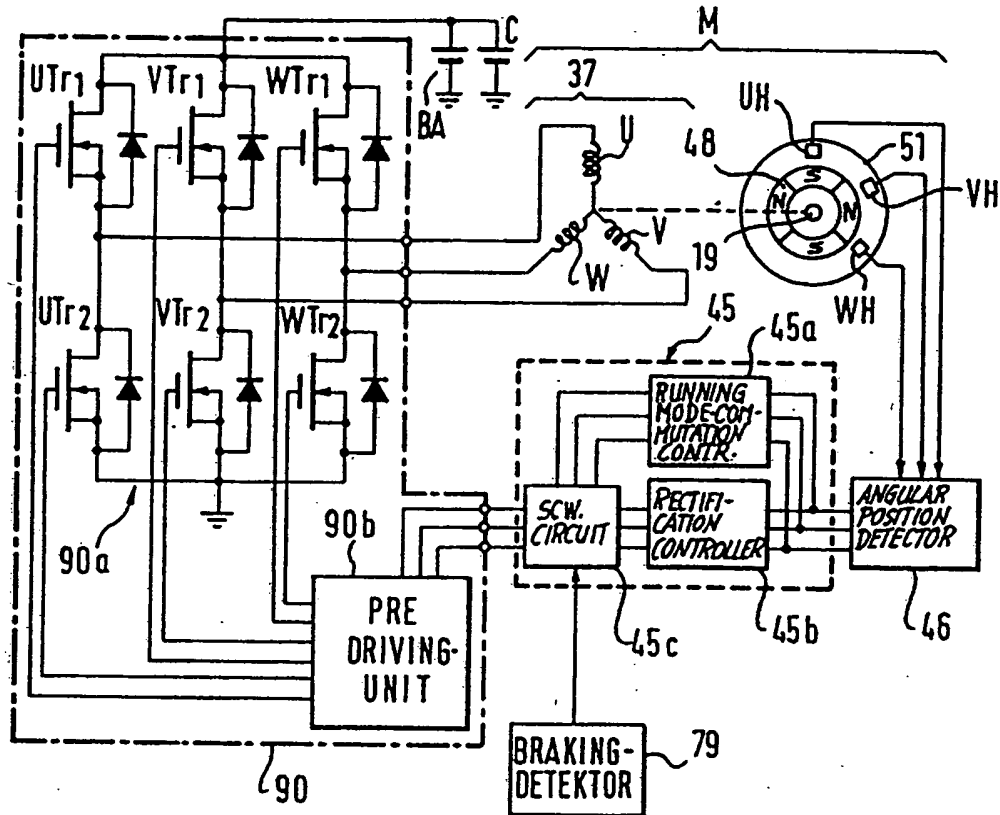 M
C
BA
37
UTr1
VTr1
WTr1
UH
51
48
U
S
N
N
S
VH
V
W
19
WH
UTr2
VTr2
WTr2
45
45a
RUNNING
MODE-COM-
MUTATION
CONTR.
SCW.
CIRCUIT
RECTIFI-
CATION
CONTROLLER
ANGULAR
POSITION
DETECTOR
90a
90b
PRE
DRIVING-
UNIT
45c
45b
46
BRAKING-
DETEKTOR
79
90